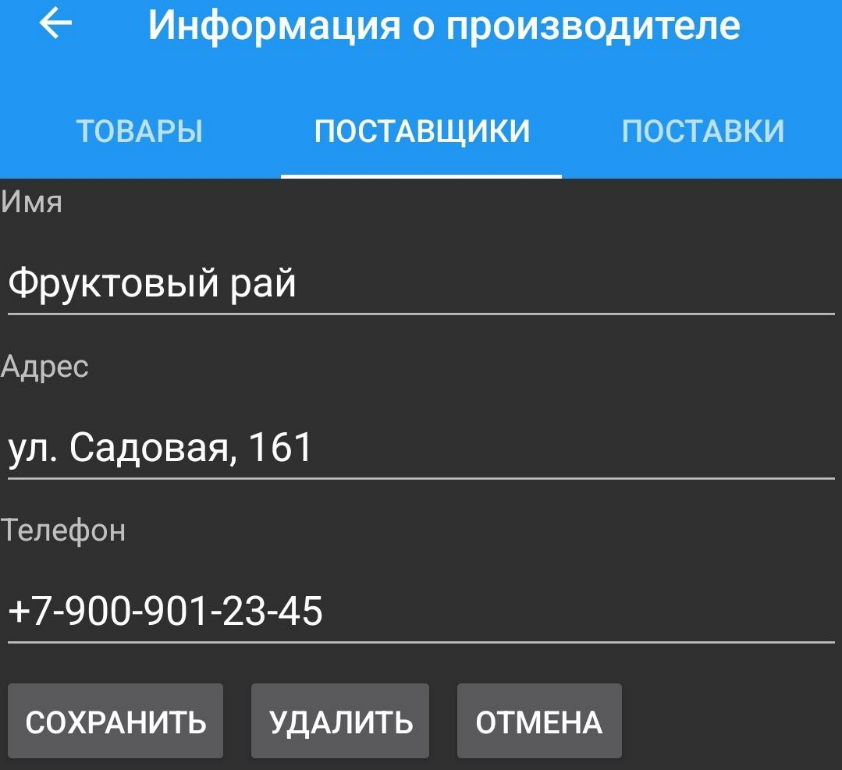 Информация о производителе
ТОВАРЫ ПОСТАВЩИКИ ПОСТАВКИ
Имя
Фруктовый рай
Адрес
ул. Садовая, 161
Телефон
+7-900-901-23-45
СОХРАНИТЬ УДАЛИТЬ ОТМЕНА